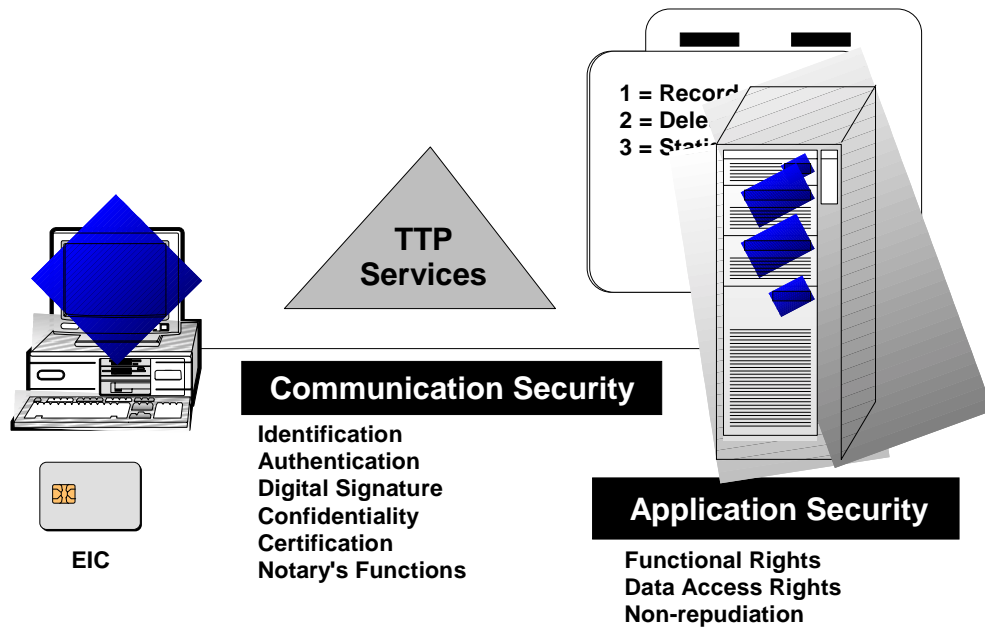 1 = Record
2 = Dele
3 =
TTP
Services
Communication Security
Identification
Authentication
Digital Signature
Confidentiality
Certification
Notary's Functions
EIC
Application Security
Functional Rights
Data Access Rights
Non-repudiation